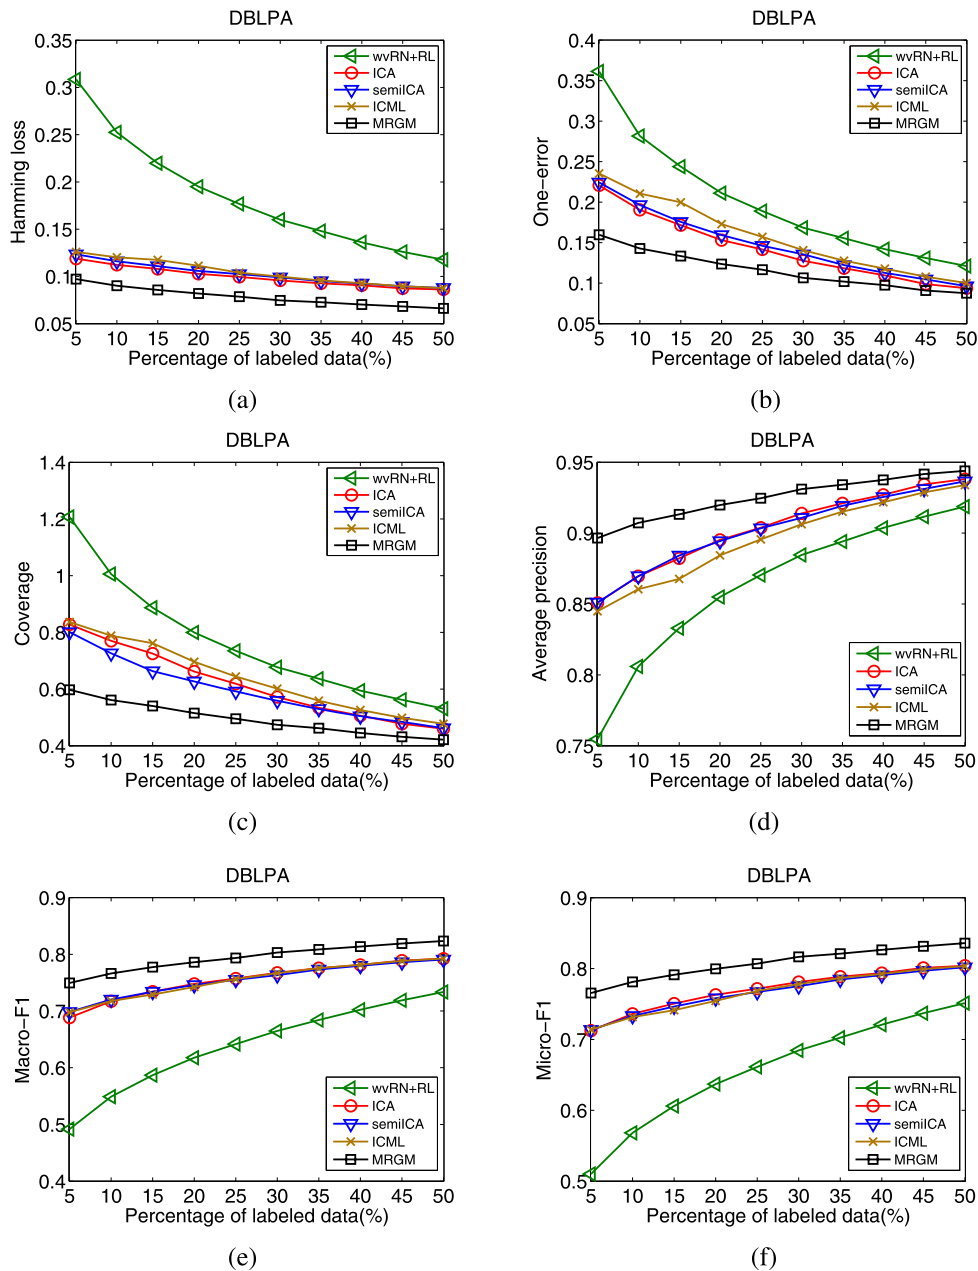 DBLPA
0.35
0.3
0.25
0.2
0.15
0.1
0.05
Hamming loss
5 10 15 20 25 30 35 40 45 50
Percentage of labeled data(%)
wvRN+RL
ICA
semiICA
ICML
MRGM
(a)
DBLPA
0.4
0.35
0.3
0.25
0.2
0.15
0.1
0.05
One-error
5 10 15 20 25 30 35 40 45 50
Percentage of labeled data(%)
wvRN+RL
ICA
semiICA
ICML
MRGM
(b)
DBLPA
1.4
1.2
1
0.8
0.6
0.4
Coverage
5 10 15 20 25 30 35 40 45 50
Percentage of labeled data(%)
wvRN+RL
ICA
semiICA
ICML
MRGM
(c)
DBLPA
0.95
0.9
0.85
0.8
0.75
Average precision
5 10 15 20 25 30 35 40 45 50
Percentage of labeled data(%)
wvRN+RL
ICA
semiICA
ICML
MRGM
(d)
DBLPA
0.9
0.8
0.7
0.6
0.5
0.4
Macro-F1
5 10 15 20 25 30 35 40 45 50
Percentage of labeled data(%)
wvRN+RL
ICA
semiICA
ICML
MRGM
(e)
DBLPA
0.9
0.8
0.7
0.6
0.5
Micro-F1
5 10 15 20 25 30 35 40 45 50
Percentage of labeled data(%)
wvRN+RL
ICA
semiICA
ICML
MRGM
(f)